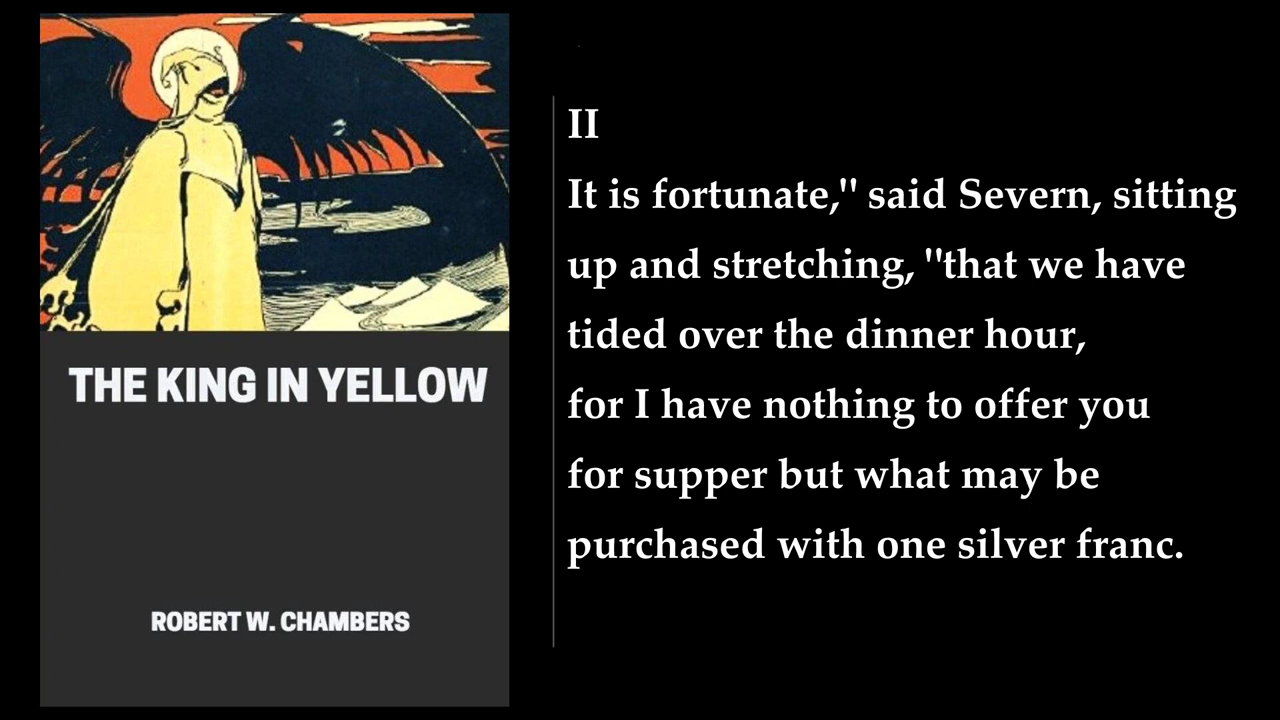 THE KING IN YELLOW
ROBERT W. CHAMBERS
II
It is fortunate," said Severn, sitting
up and stretching, "that we have
tided over the dinner hour,
for I have nothing to offer you
for supper but what may be
purchased with one silver franc.